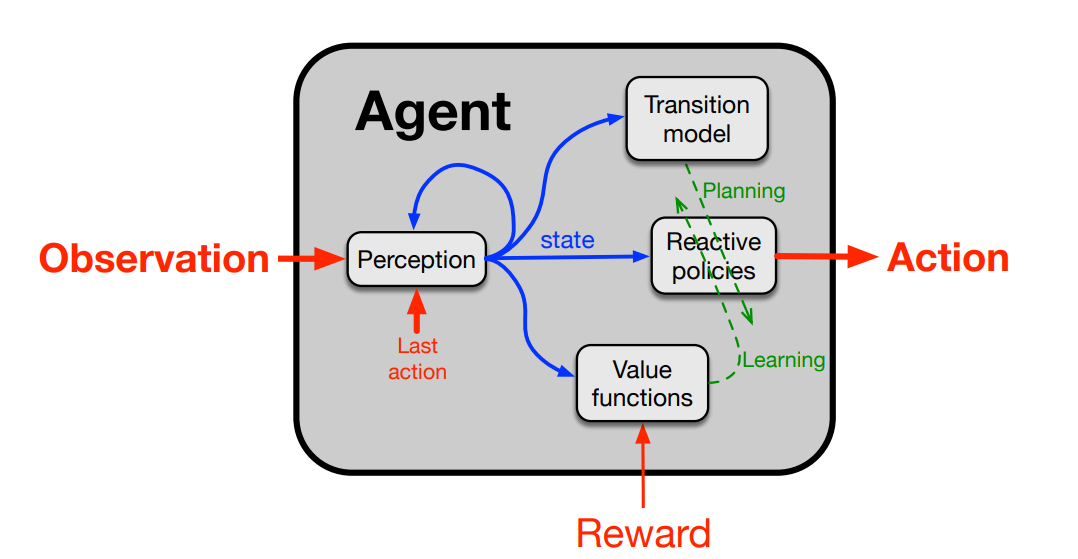 Agent
Transition
model
Planning
state
Reactive
policies
Observation
Perception
Action
Last
action
Value
functions
Learning
Reward